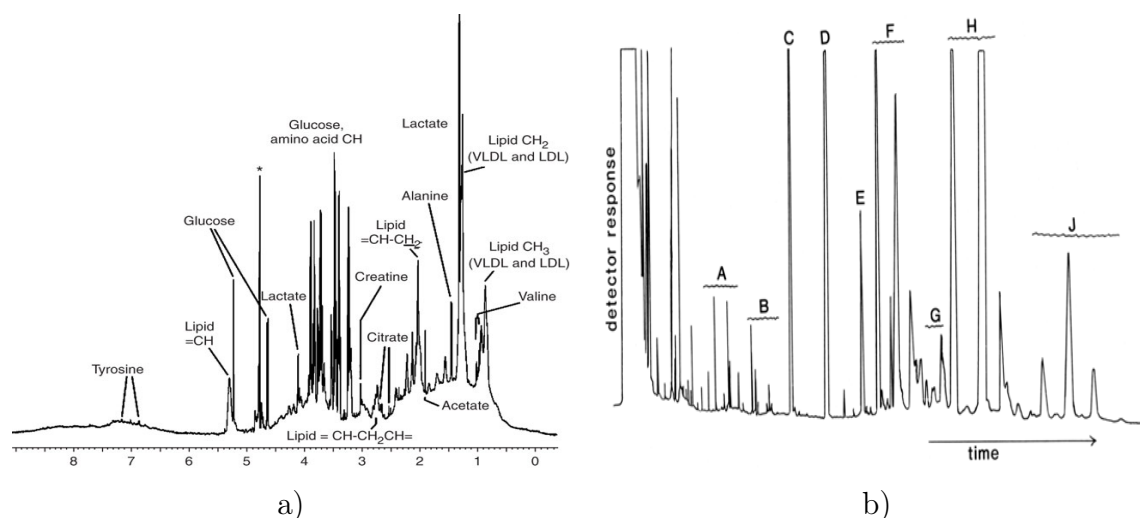 Glucose,
amino acid CH
Lactate
Lipid CH2
(VLDL and LDL)
*
Alanine
Glucose
Lipid
=CH-CH2
Lipid CH3
(VLDL and LDL)
Lactate
Creatine
Valine
Lipid
=CH
Citrate
Tyrosine
Acetate
Lipid = CH-CH2CH=
8 7 6 5 4 3 2 1 0
a)
detector response
A
B
C
D
E
F
G
H
J
time
b)